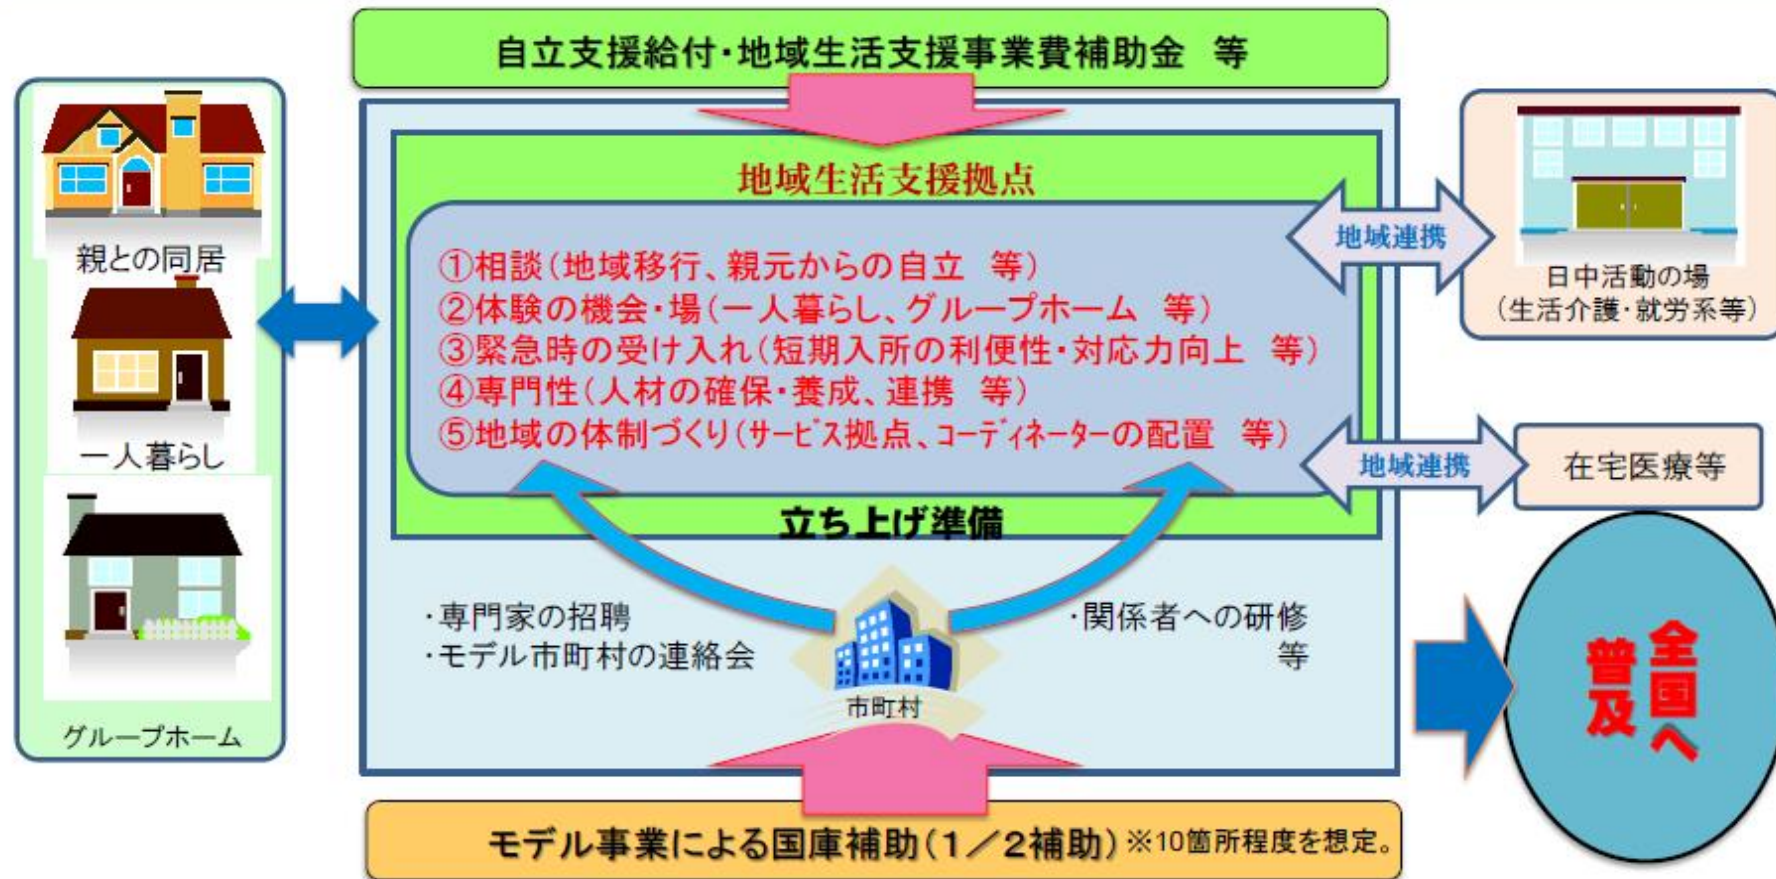 自立支援給付・地域生活支援事業費補助金　等
親との同居
一人暮らし
グループホーム
地域生活支援拠点
①相談(地域移行、親元からの自立　等)
②体験の機会・場(一人暮らし、グループホーム　等)
③緊急時の受け入れ(短期入所の利便性・対応力向上　等)
④専門性(人材の確保・養成、連携　等)
⑤地域の体制づくり(ｻｰﾋﾞｽ拠点、ｺｰﾃﾞｨﾈｰﾀｰの配置　等)
立ち上げ準備
・専門家の招聘
・モデル市町村の連絡会
市町村
・関係者への研修
等
地域連携
日中活動の場
(生活介護・就労系等)
地域連携
在宅医療等
全国へ
普及
モデル事業による国庫補助(１／２補助)※10箇所程度を想定。